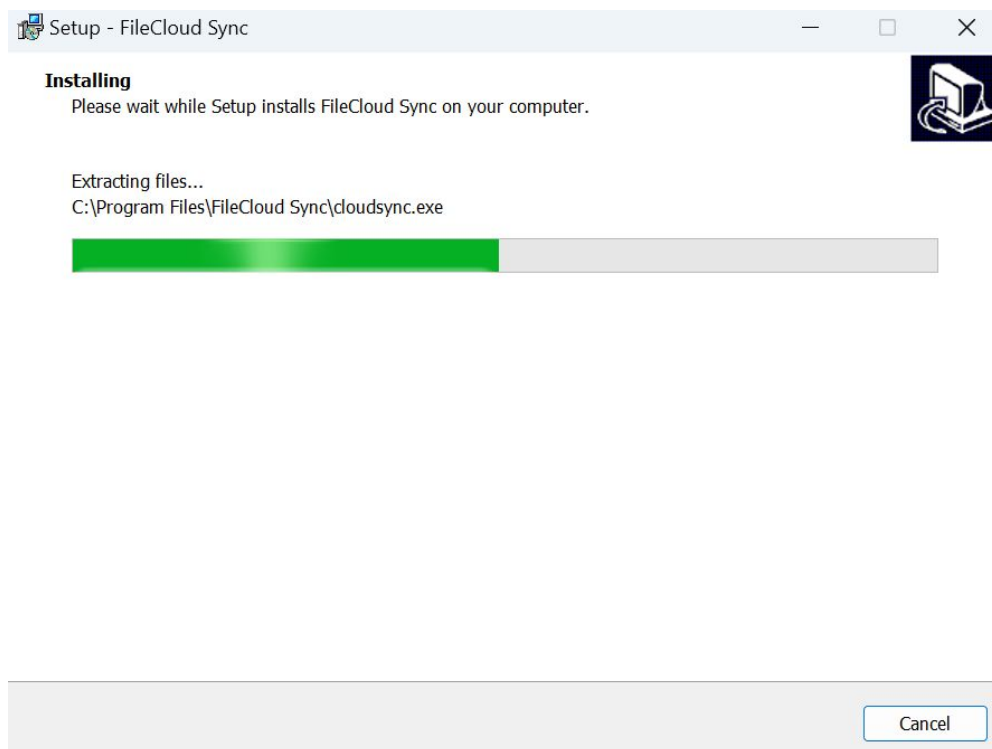 Setup - FileCloud Sync
Installing
Please wait while Setup installs FileCloud Sync on your computer.
Extracting files...
C:\Program Files\FileCloud Sync\cloudsync.exe
Cancel